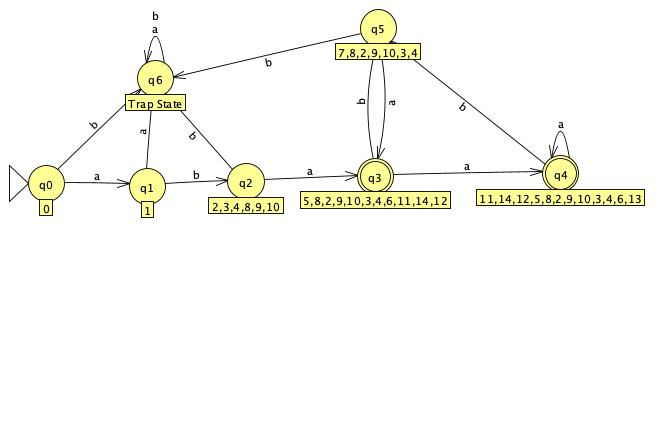 b
a
q5
7,8,2,9,10,3,4
b
q6
Trap State
b
a
b
b
a
b
a
q0
0
a
q1
1
b
q2
2,3,4,8,9,10
a
q3
5,8,2,9,10,3,4,6,11,14,12
a
q4
11,14,12,5,8,2,9,10,3,4,6,13